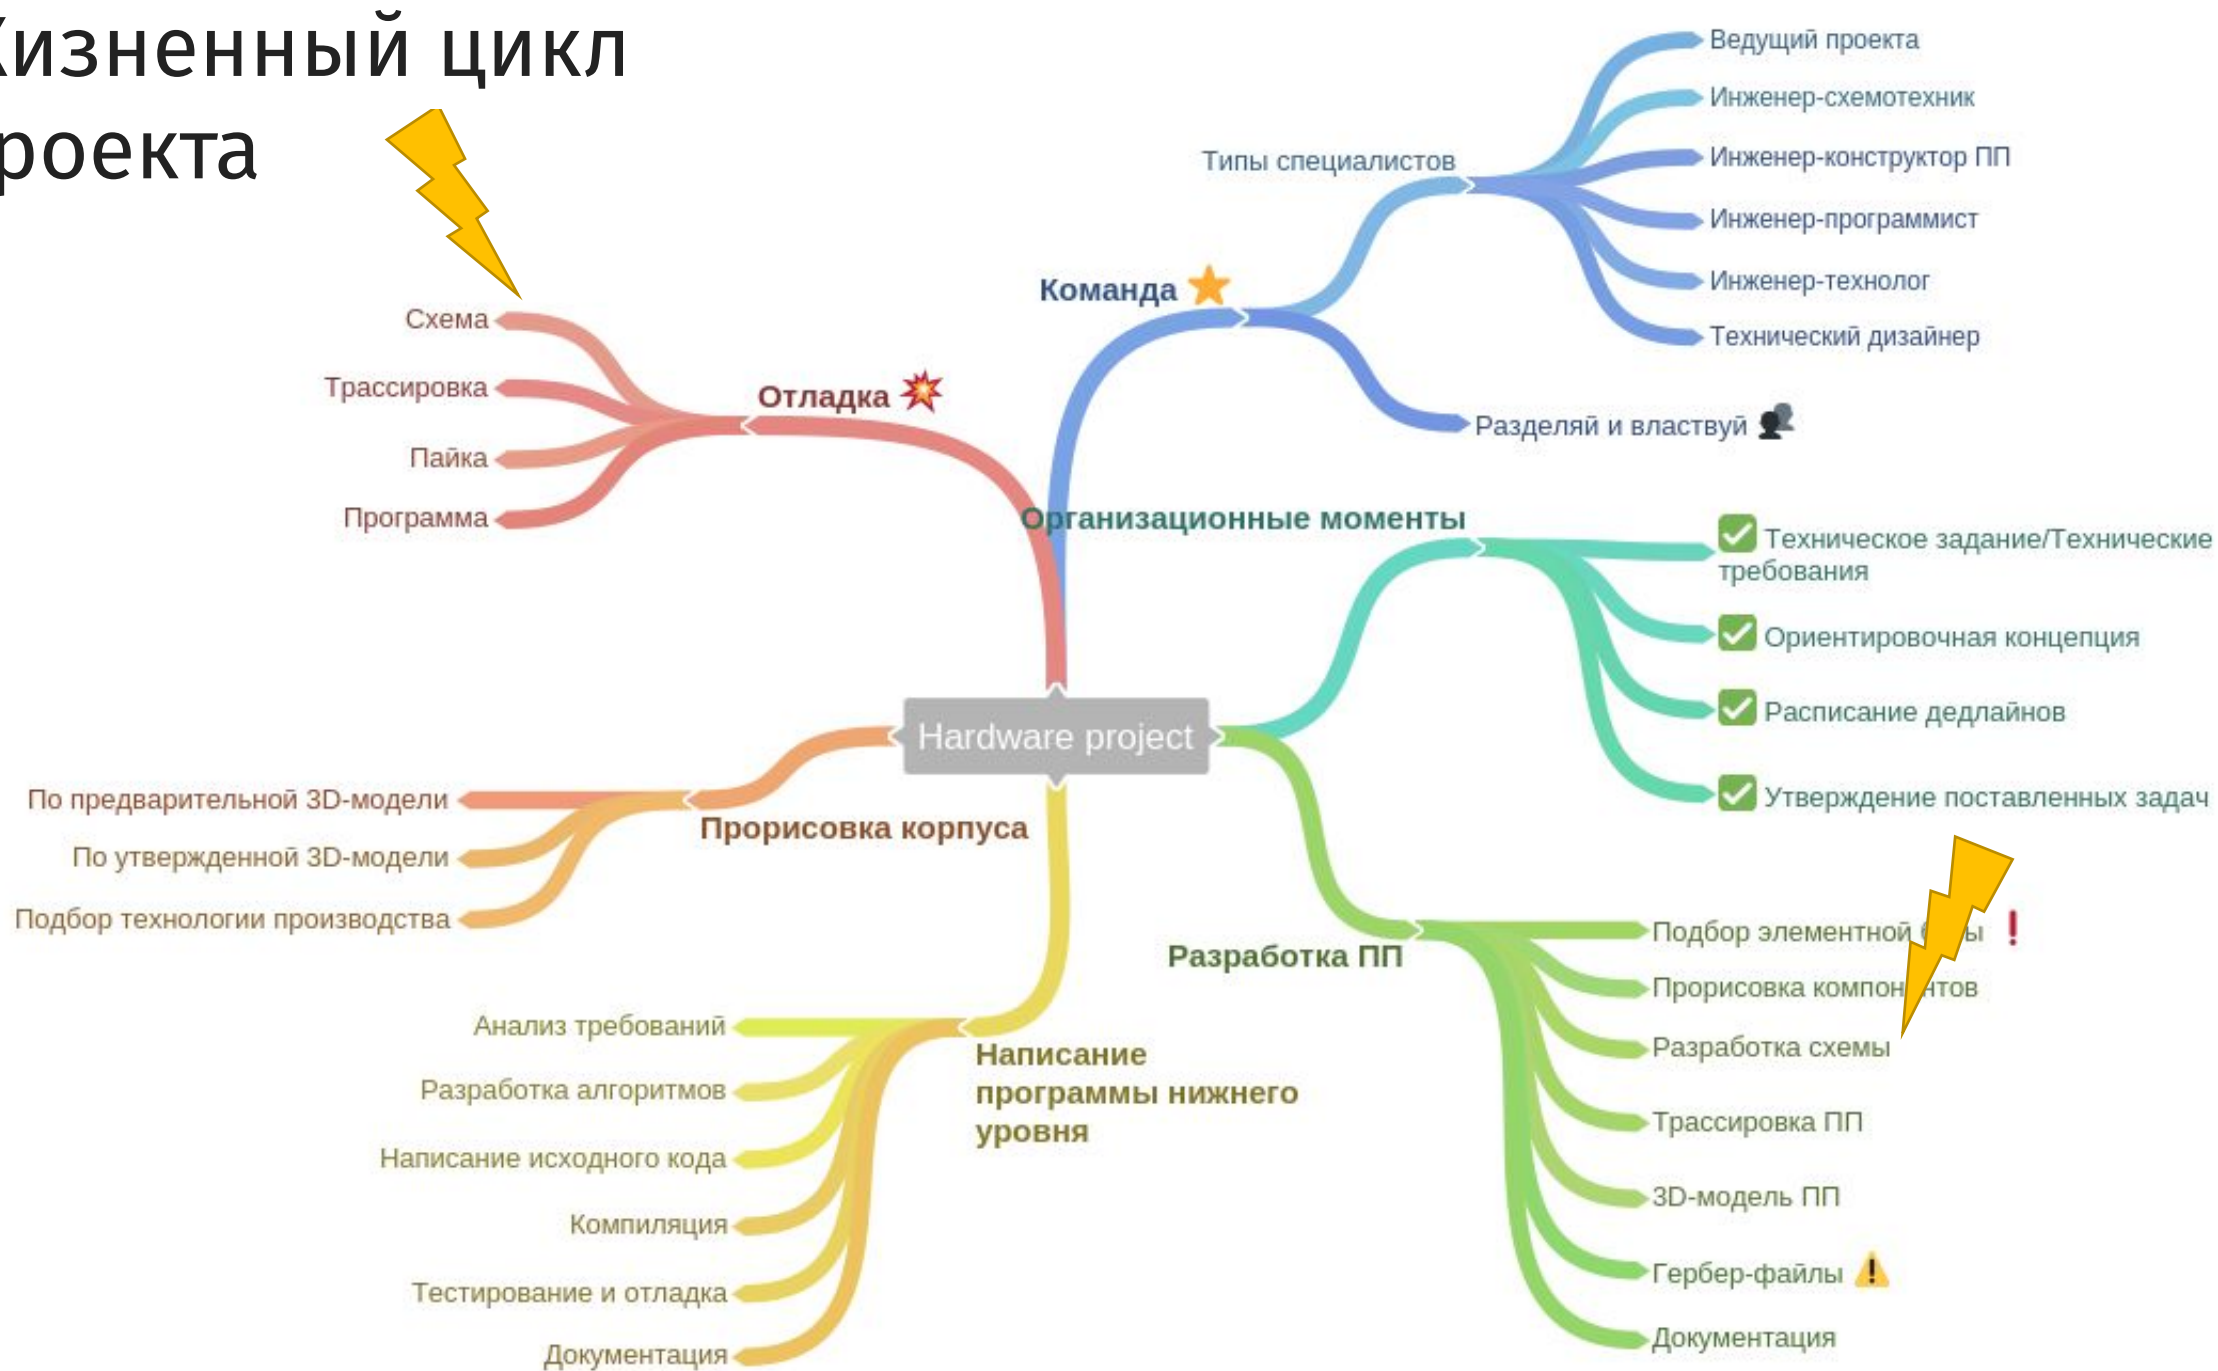 Жизненный цикл
проекта
Ведущий проекта
Инженер-схемотехник
Типы специалистов
Инженер-конструктор ПП
Инженер-программист
Инженер-технолог
Технический дизайнер
Команда
Разделяй и властвуй
Схема
Трассировка
Отладка
Пайка
Программа
Организационные моменты
Техническое задание/Технические
требования
Ориентировочная концепция
Расписание дедлайнов
Утверждение поставленных задач
Hardware project
По предварительной 3D-модели
Прорисовка корпуса
По утвержденной 3D-модели
Подбор технологии производства
Разработка ПП
Подбор элементной
Прорисовка компонентов
Разработка схемы
Трассировка ПП
3D-модель ПП
Гербер-файлы
Документация
Написание
программы нижнего
уровня
Анализ требований
Разработка алгоритмов
Написание исходного кода
Компиляция
Тестирование и отладка
Документация